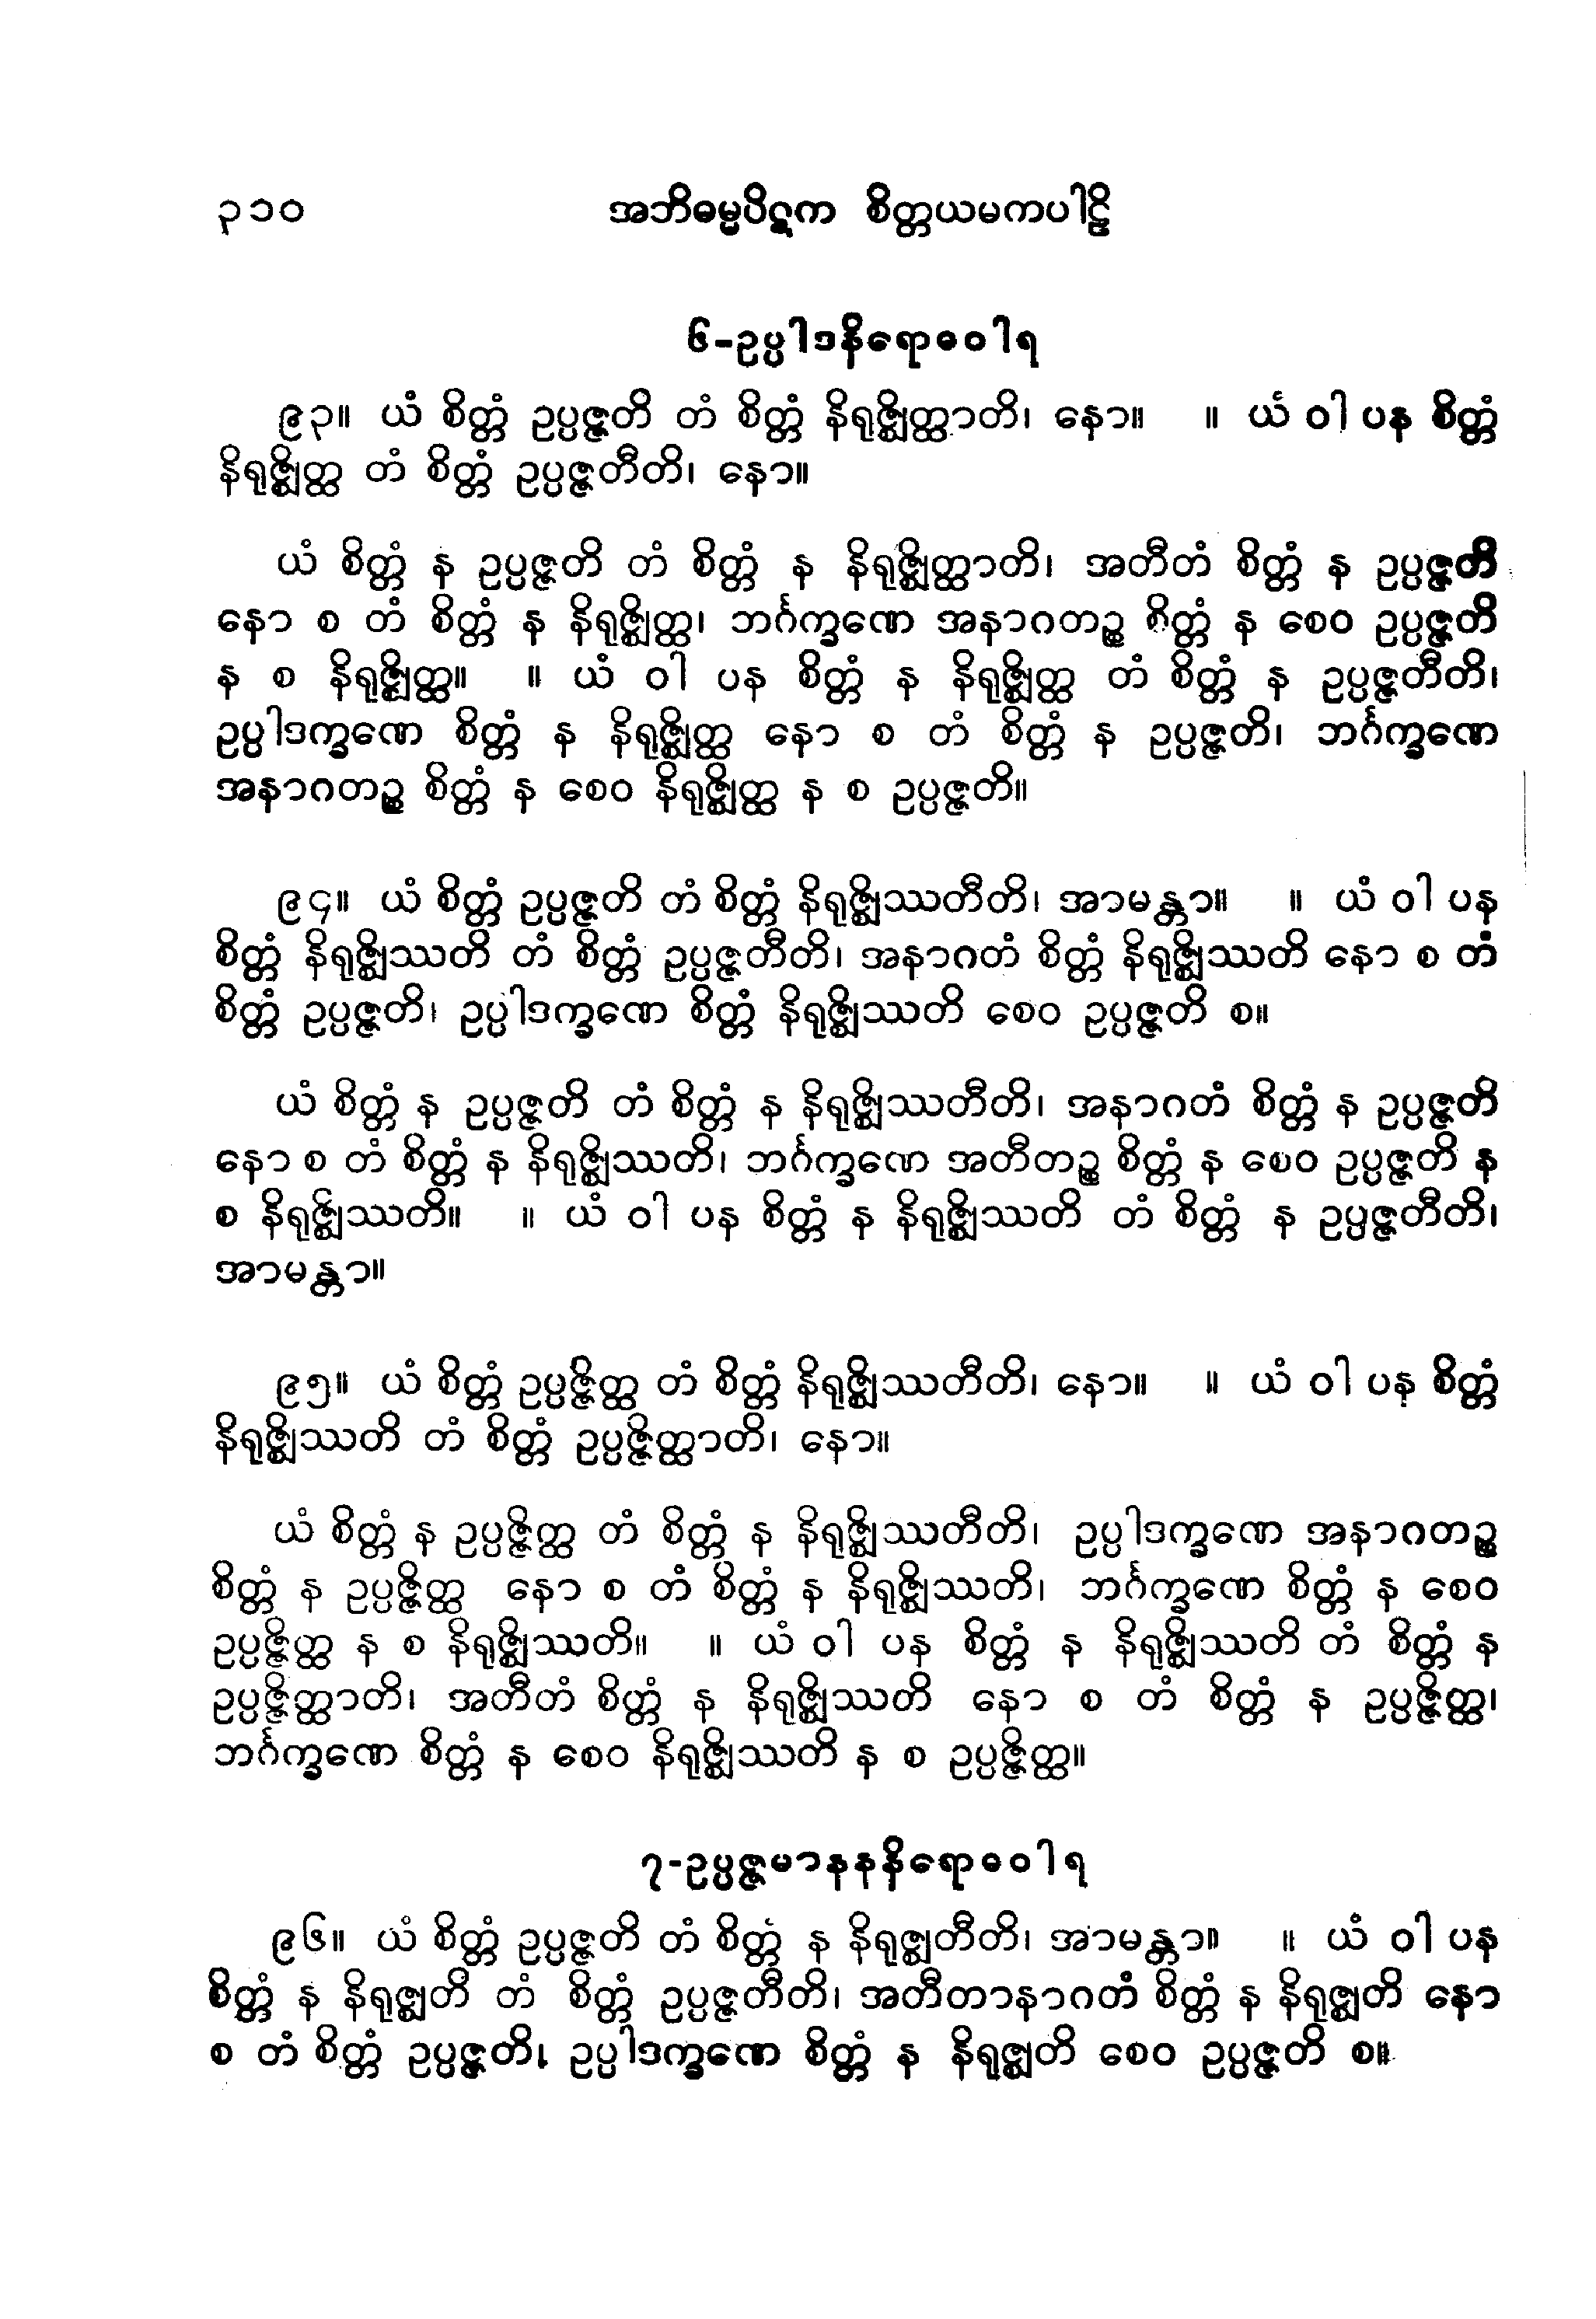 ၃၁၀ အဘိဓမ္မပိဋက စိတ္တယမကပါဠိ
၆-ဥပ္ပါဒနိရောဓဝါရ
၉၃။ ယံ စိတ္တံ ဥပ္ပဇ္ဇတိ တံ စိတ္တံ နိရုဇ္ဈိတ္ထာတိ၊ နော။ ။ ယံ ဝါ ပန စိတ္တံ
နိရုဇ္ဈိတ္ထ တံ စိတ္တံ ဥပ္ပဇ္ဇတီတိ၊ နော။
ယံ စိတ္တံ န ဥပ္ပဇ္ဇတိ တံ စိတ္တံ န နိရုဇ္ဈိတ္ထာတိ၊ အတီတံ စိတ္တံ န ဥပ္ပဇ္ဇတိ
နော စ တံ စိတ္တံ န နိရုဇ္ဈိတ္ထ၊ ဘင်္ဂက္ခဏေ အနာဂတဉ္စ စိတ္တံ န စေဝ ဥပ္ပဇ္ဇတိ
န စ နိရုဇ္ဈိတ္ထ။ ။ ယံ ဝါ ပန စိတ္တံ န နိရုဇ္ဈိတ္ထ တံ စိတ္တံ န ဥပ္ပဇ္ဇတီတိ၊
ဥပ္ပါဒက္ခဏေ စိတ္တံ န နိရုဇ္ဈိတ္ထ နော စ တံ စိတ္တံ န ဥပ္ပဇ္ဇတိ၊ ဘင်္ဂက္ခဏေ
အနာဂတဉ္စ စိတ္တံ န စေဝ နိရုဇ္ဈိတ္ထ န စ ဥပ္ပဇ္ဇတိ။
၉၄။ ယံ စိတ္တံ ဥပ္ပဇ္ဇတိ တံ စိတ္တံ နိရုဇ္ဈိဿတီတိ၊ အာမန္တာ။ ။ ယံ ဝါ ပန
စိတ္တံ နိရုဇ္ဈိဿတိ တံ စိတ္တံ ဥပ္ပဇ္ဇတီတိ၊ အနာဂတံ စိတ္တံ နိရုဇ္ဈိဿတိ နော စ တံ
စိတ္တံ ဥပ္ပဇ္ဇတိ၊ ဥပ္ပါဒက္ခဏေ စိတ္တံ နိရုဇ္ဈိဿတိ စေဝ ဥပ္ပဇ္ဇတိ စ။
ယံ စိတ္တံ န ဥပ္ပဇ္ဇတိ တံ စိတ္တံ န နိရုဇ္ဈိဿတီတိ၊ အနာဂတံ စိတ္တံ န ဥပ္ပဇ္ဇတိ
နော စ တံ စိတ္တံ န နိရုဇ္ဈိဿတိ၊ ဘင်္ဂက္ခဏေ အတီတဉ္စ စိတ္တံ န စေဝ ဥပ္ပဇ္ဇတိ န
စ နိရုဇ္ဈိဿတိ။ ။ ယံ ဝါ ပန စိတ္တံ န နိရုဇ္ဈိဿတိ တံ စိတ္တံ န ဥပ္ပဇ္ဇတီတိ၊
အာမန္တာ။
၉၅။ ယံ စိတ္တံ ဥပ္ပဇ္ဇိတ္ထ တံ စိတ္တံ နိရုဇ္ဈိဿတီတိ၊ နော။ ။ ယံ ဝါ ပန စိတ္တံ
နိရုဇ္ဈိဿတိ တံ စိတ္တံ ဥပ္ပဇ္ဇိတ္ထာတိ၊ နော။
ယံ စိတ္တံ န ဥပ္ပဇ္ဇိတ္ထ တံ စိတ္တံ န နိရုဇ္ဈိဿတီတိ၊ ဥပ္ပါဒက္ခဏေ အနာဂတဉ္စ
စိတ္တံ န ဥပ္ပဇ္ဇိတ္ထ နော စ တံ စိတ္တံ န နိရုဇ္ဈိဿတိ၊ ဘင်္ဂက္ခဏေ စိတ္တံ န စေဝ
ဥပ္ပဇ္ဇိတ္ထ န စ နိရုဇ္ဈိဿတိ။ ။ ယံ ဝါ ပန စိတ္တံ န နိရုဇ္ဈိဿတိ တံ စိတ္တံ န
ဥပ္ပဇ္ဇိတ္ထာတိ၊ အတီတံ စိတ္တံ န နိရုဇ္ဈိဿတိ နော စ တံ စိတ္တံ န ဥပ္ပဇ္ဇိတ္ထ၊
ဘင်္ဂက္ခဏေ စိတ္တံ န စေဝ နိရုဇ္ဈိဿတိ န စ ဥပ္ပဇ္ဇိတ္ထ။
၇-ဥပ္ပဇ္ဇမာနနနိရောဓဝါရ
၉၆။ ယံ စိတ္တံ ဥပ္ပဇ္ဇတိ တံ စိတ္တံ န နိရုဇ္ဈတီတိ၊ အာမန္တာ။ ။ ယံ ဝါ ပန
စိတ္တံ န နိရုဇ္ဈတိ တံ စိတ္တံ ဥပ္ပဇ္ဇတီတိ၊ အတီတာနာဂတံ စိတ္တံ န နိရုဇ္ဈတိ နော
စ တံ စိတ္တံ ဥပ္ပဇ္ဇတိ၊ ဥပ္ပါဒက္ခဏေ စိတ္တံ န နိရုဇ္ဈတိ စေဝ ဥပ္ပဇ္ဇတိ စ။